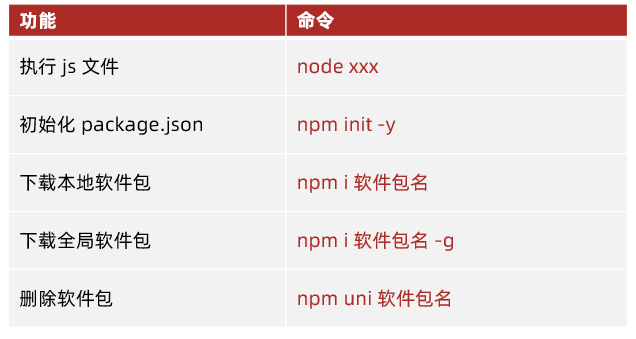 功能 命令
执行 js 文件 node xxx
初始化 package.json npm init -y
下载本地软件包 npm i 软件包名
下载全局软件包 npm i 软件包名 -g
删除软件包 npm uni 软件包名